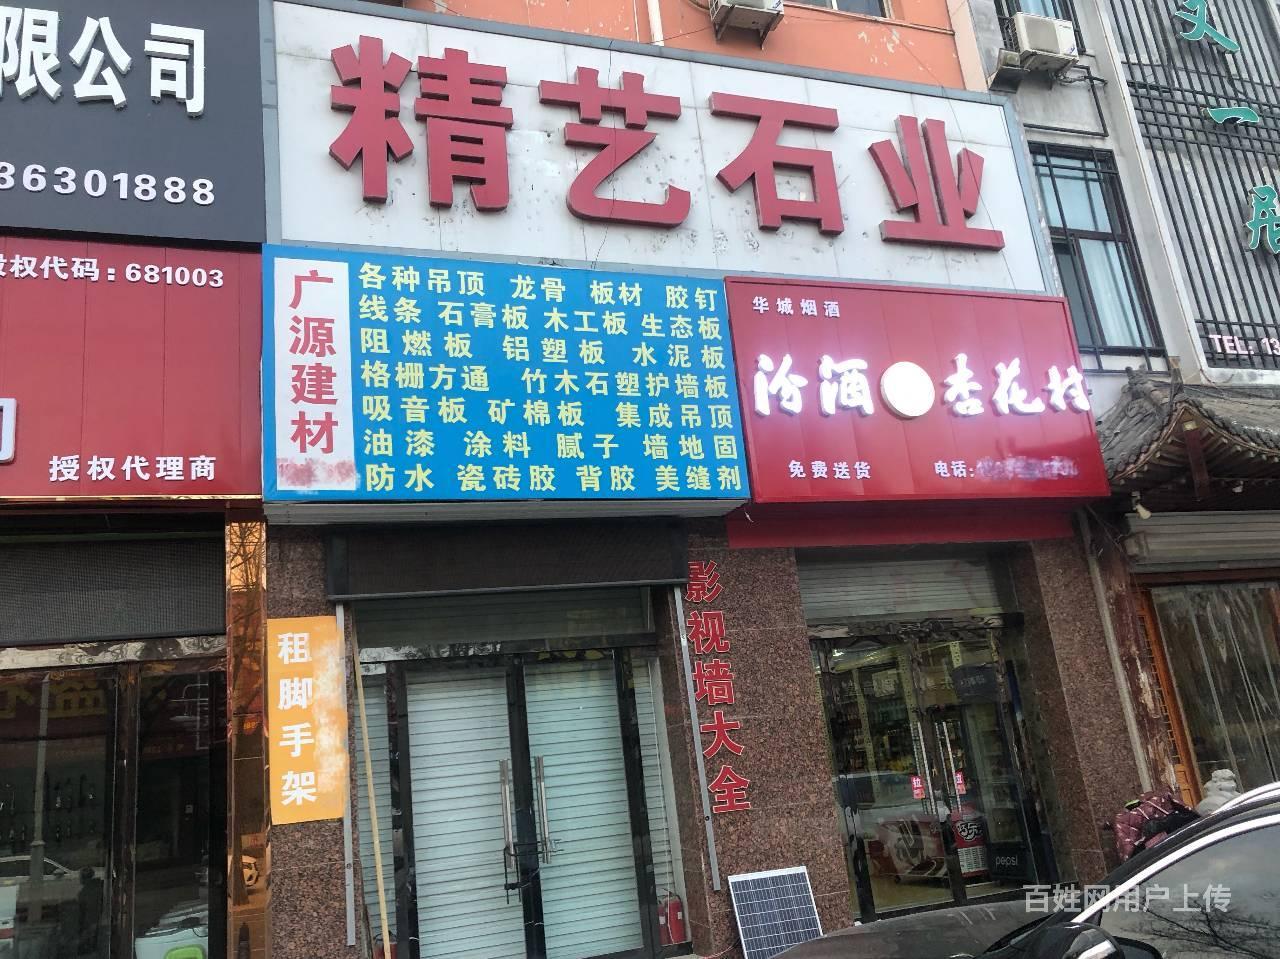 限公司
36301888
授权代码:681003
授权代理商
精艺石业
广源建材
各种吊顶 龙骨 板材 胶钉
线条 石膏板 木工板 生态板
阻燃板 铝塑板 水泥板
格栅方通 竹木石塑护墙板
吸音板 矿棉板 集成吊顶
油漆 涂料 腻子 墙地固
防水 瓷砖胶 背胶 美缝剂
华城烟酒
汾酒 杏花村
免费送货 电话:
TEL: 13
租脚手架
影视墙大全
拉
拉
pepsi
百姓网用户上传